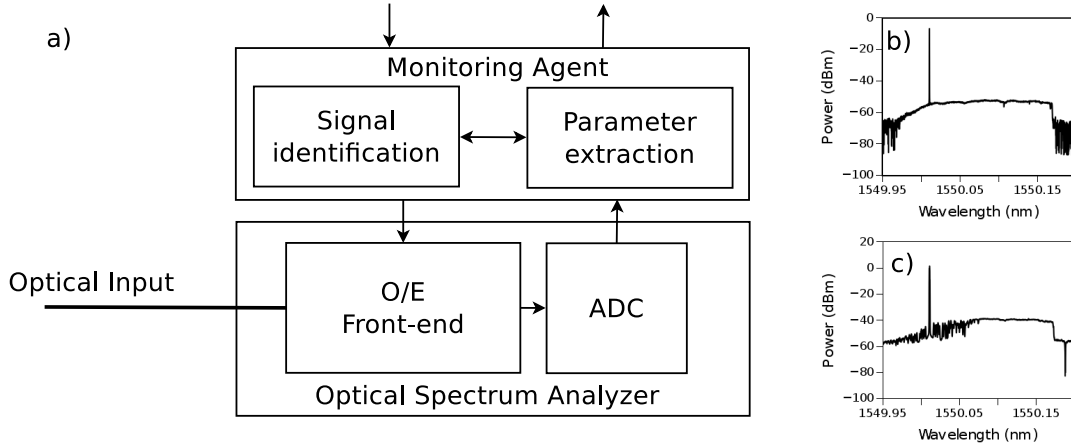 a)
Monitoring Agent
Signal
identification
Parameter
extraction
Optical Input
O/E
Front-end
ADC
Optical Spectrum Analyzer
b)
Power (dBm)
0
−20
−40
−60
−80
−100
1549.95
1550.05
1550.15
Wavelength (nm)
c)
Power (dBm)
20
0
−20
−40
−60
−80
−100
1549.95
1550.05
1550.15
Wavelength (nm)